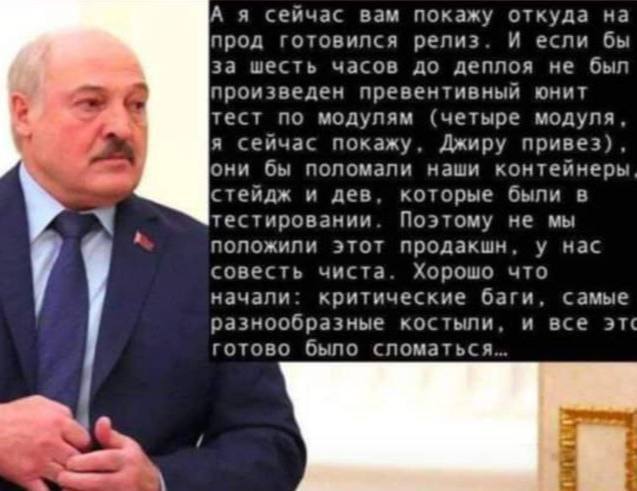 А я сейчас вам покажу откуда на
прод готовился релиз. И если бы
за шесть часов до деплоя не был
произведен превентивный юнит
тест по модулям (четыре модуля,
я сейчас покажу, Джиру привез),
они бы поломали наши контейнеры,
стейдж и дев, которые были в
тестировании. Поэтому не мы
положили этот продакшн, у нас
совесть чиста. Хорошо что
начали: критические баги, самые
разнообразные костыли, и все это
готово было сломаться…